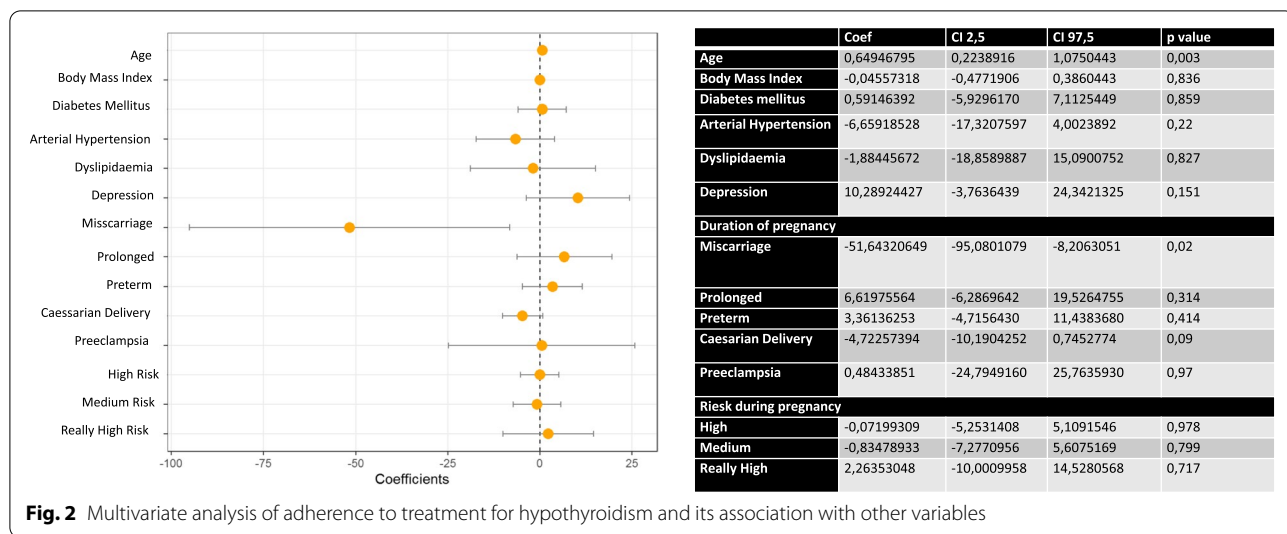 Age
Body Mass Index
Diabetes Mellitus
Arterial Hypertension
Dyslipidaemia
Depression
Misscarriage
Prolonged
Preterm
Caessarian Delivery
Preeclampsia
High Risk
Medium Risk
Really High Risk
-100 -75 -50 -25 0 25
Coefficients
Coef CI 2,5 CI 97,5 p value
Age 0,64946795 0,2238916 1,0750443 0,003
Body Mass Index -0,04557318 -0,4771906 0,3860443 0,836
Diabetes mellitus 0,59146392 -5,9296170 7,1125449 0,859
Arterial Hypertension -6,65918528 -17,3207597 4,0023892 0,22
Dyslipidaemia -1,88445672 -18,8589887 15,0900752 0,827
Depression 10,28924427 -3,7636439 24,3421325 0,151
Duration of pregnancy
Miscarriage -51,64320649 -95,0801079 -8,2063051 0,02
Prolonged 6,61975564 -6,2869642 19,5264755 0,314
Preterm 3,36136253 -4,7156430 11,4383680 0,414
Caesarian Delivery -4,72257394 -10,1904252 0,7452774 0,09
Preeclampsia 0,48433851 -24,7949160 25,7635930 0,97
Riesk during pregnancy
High -0,07199309 -5,2531408 5,1091546 0,978
Medium -0,83478933 -7,2770956 5,6075169 0,799
Really High 2,26353048 -10,0009958 14,5280568 0,717
Fig. 2 Multivariate analysis of adherence to treatment for hypothyroidism and its association with other variables